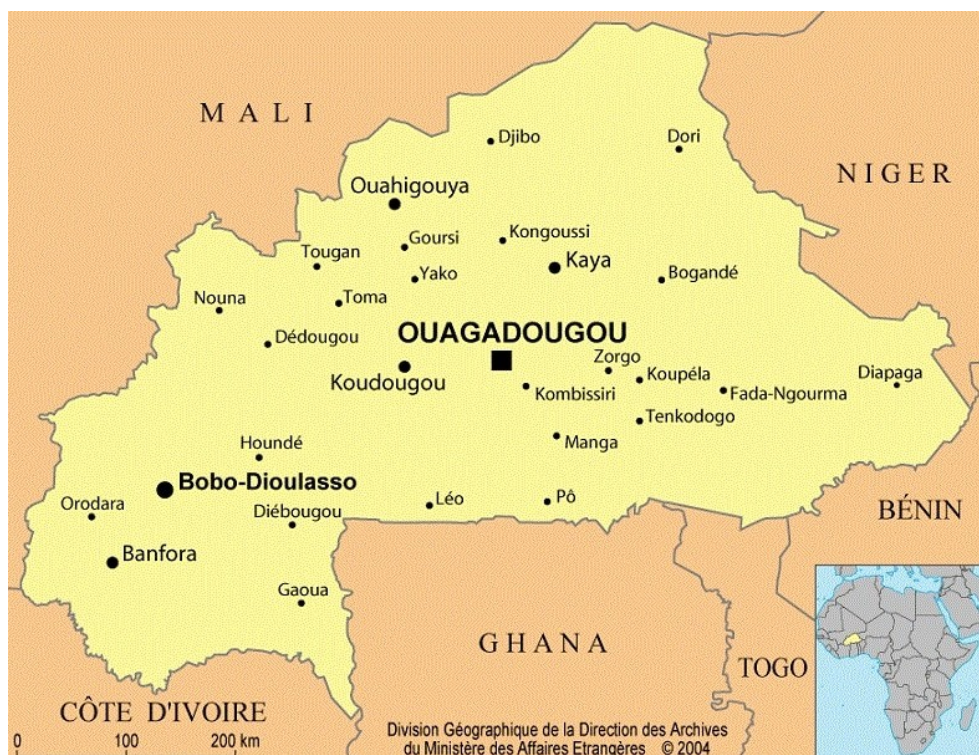 MALI
NIGER
Djibo
Dori
Ouahigouya
Goursi
Kongoussi
Tougan
Kaya
Yako
Bogandé
Nouna
Toma
OUAGADOUGOU
Dédougou
Zorgo
Koudougou
Koupéla
Diapaga
Kombissiri
Fada-Ngourma
Tenkodogo
Houndé
Manga
Bobo-Dioulasso
Orodara
Diébougou
Léo
Pô
BÉNIN
Banfora
Gaoua
GHANA
TOGO
CÔTE D'IVOIRE
0 100 200 km
Division Géographique de la Direction des Archives
du Ministère des Affaires Etrangères © 2004